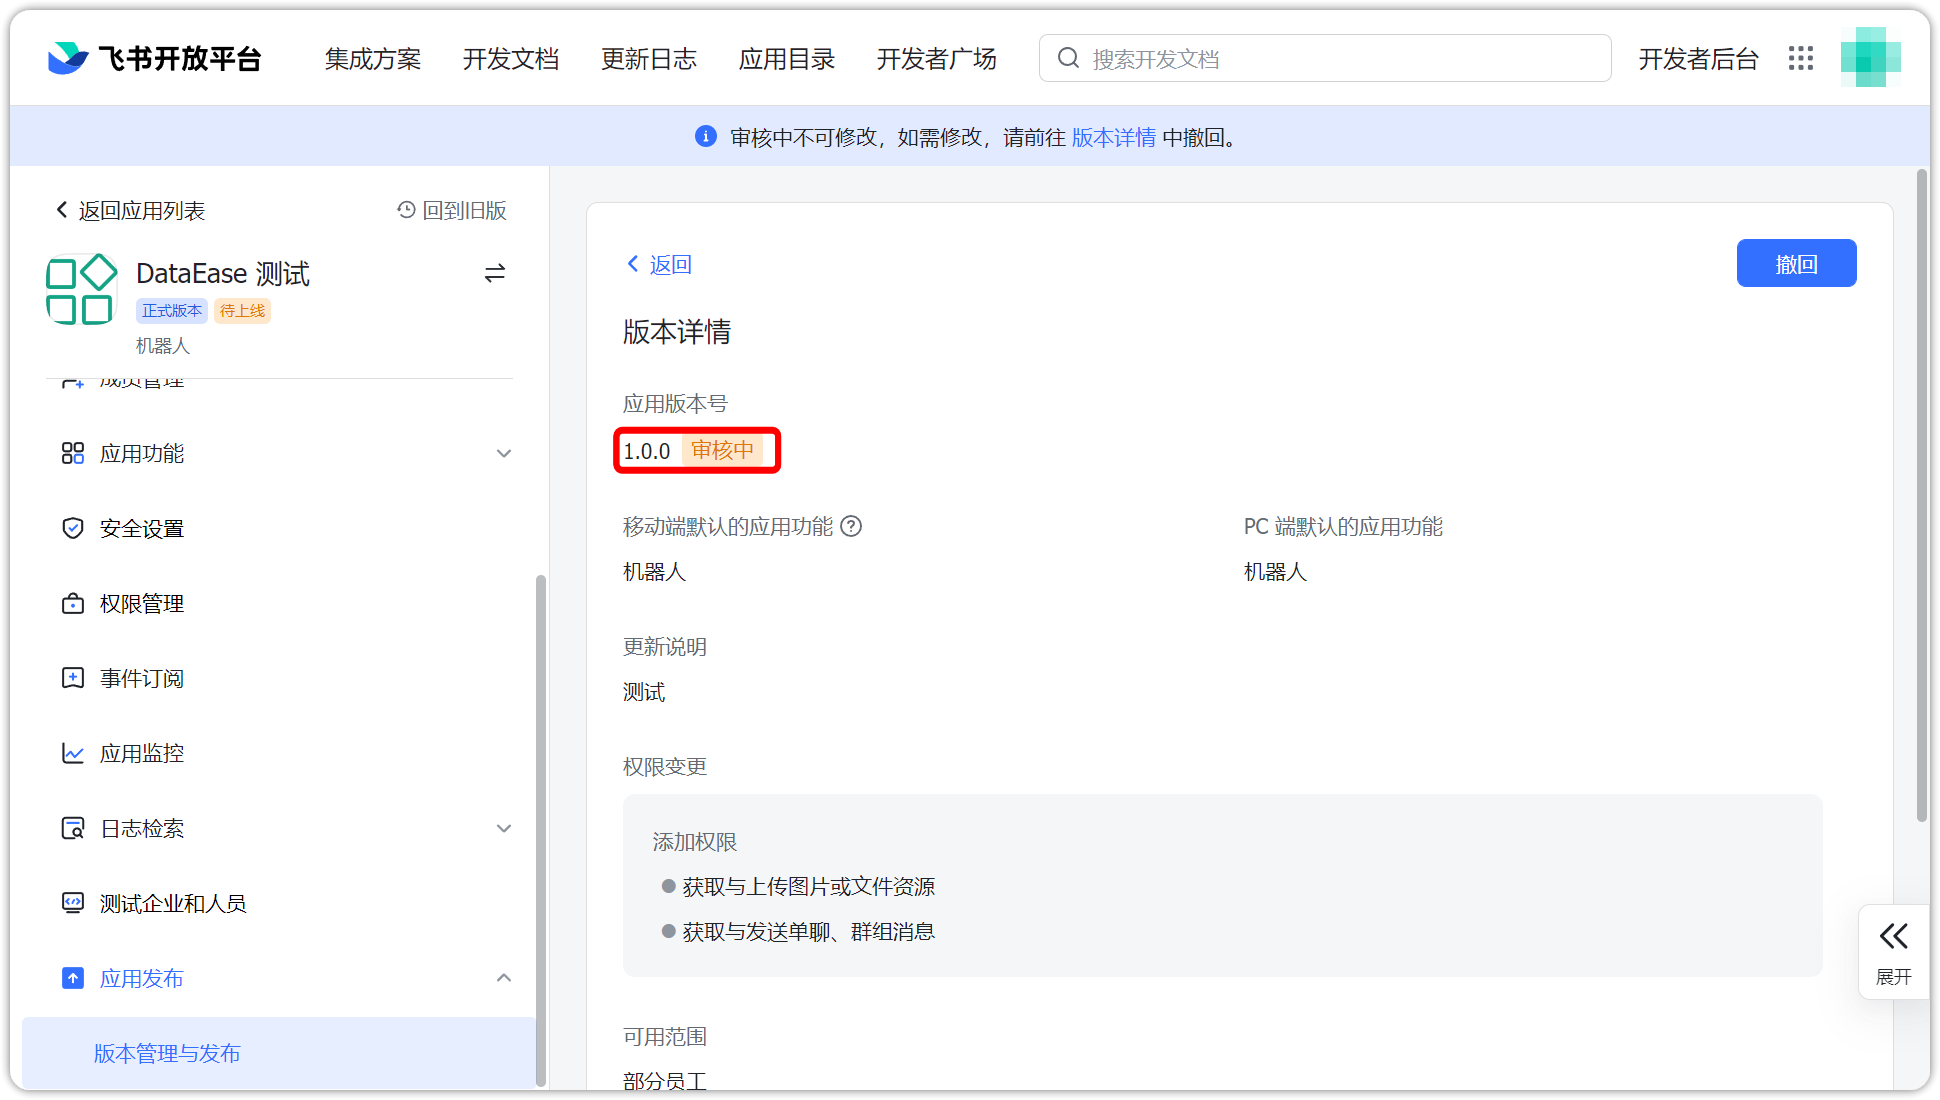 飞书开放平台 集成方案 开发文档 更新日志 应用目录 开发者广场 搜索开发文档 开发者后台
审核中不可修改，如需修改，请前往 版本详情 中撤回。
返回应用列表 回到旧版
DataEase 测试
正式版本 待上线
机器人
成员管理
应用功能
安全设置
权限管理
事件订阅
应用监控
日志检索
测试企业和人员
应用发布
版本管理与发布
返回 撤回
版本详情
应用版本号
1.0.0 审核中
移动端默认的应用功能 PC 端默认的应用功能
机器人 机器人
更新说明
测试
权限变更
添加权限
获取与上传图片或文件资源
获取与发送单聊、群组消息
可用范围
部分员工
展开